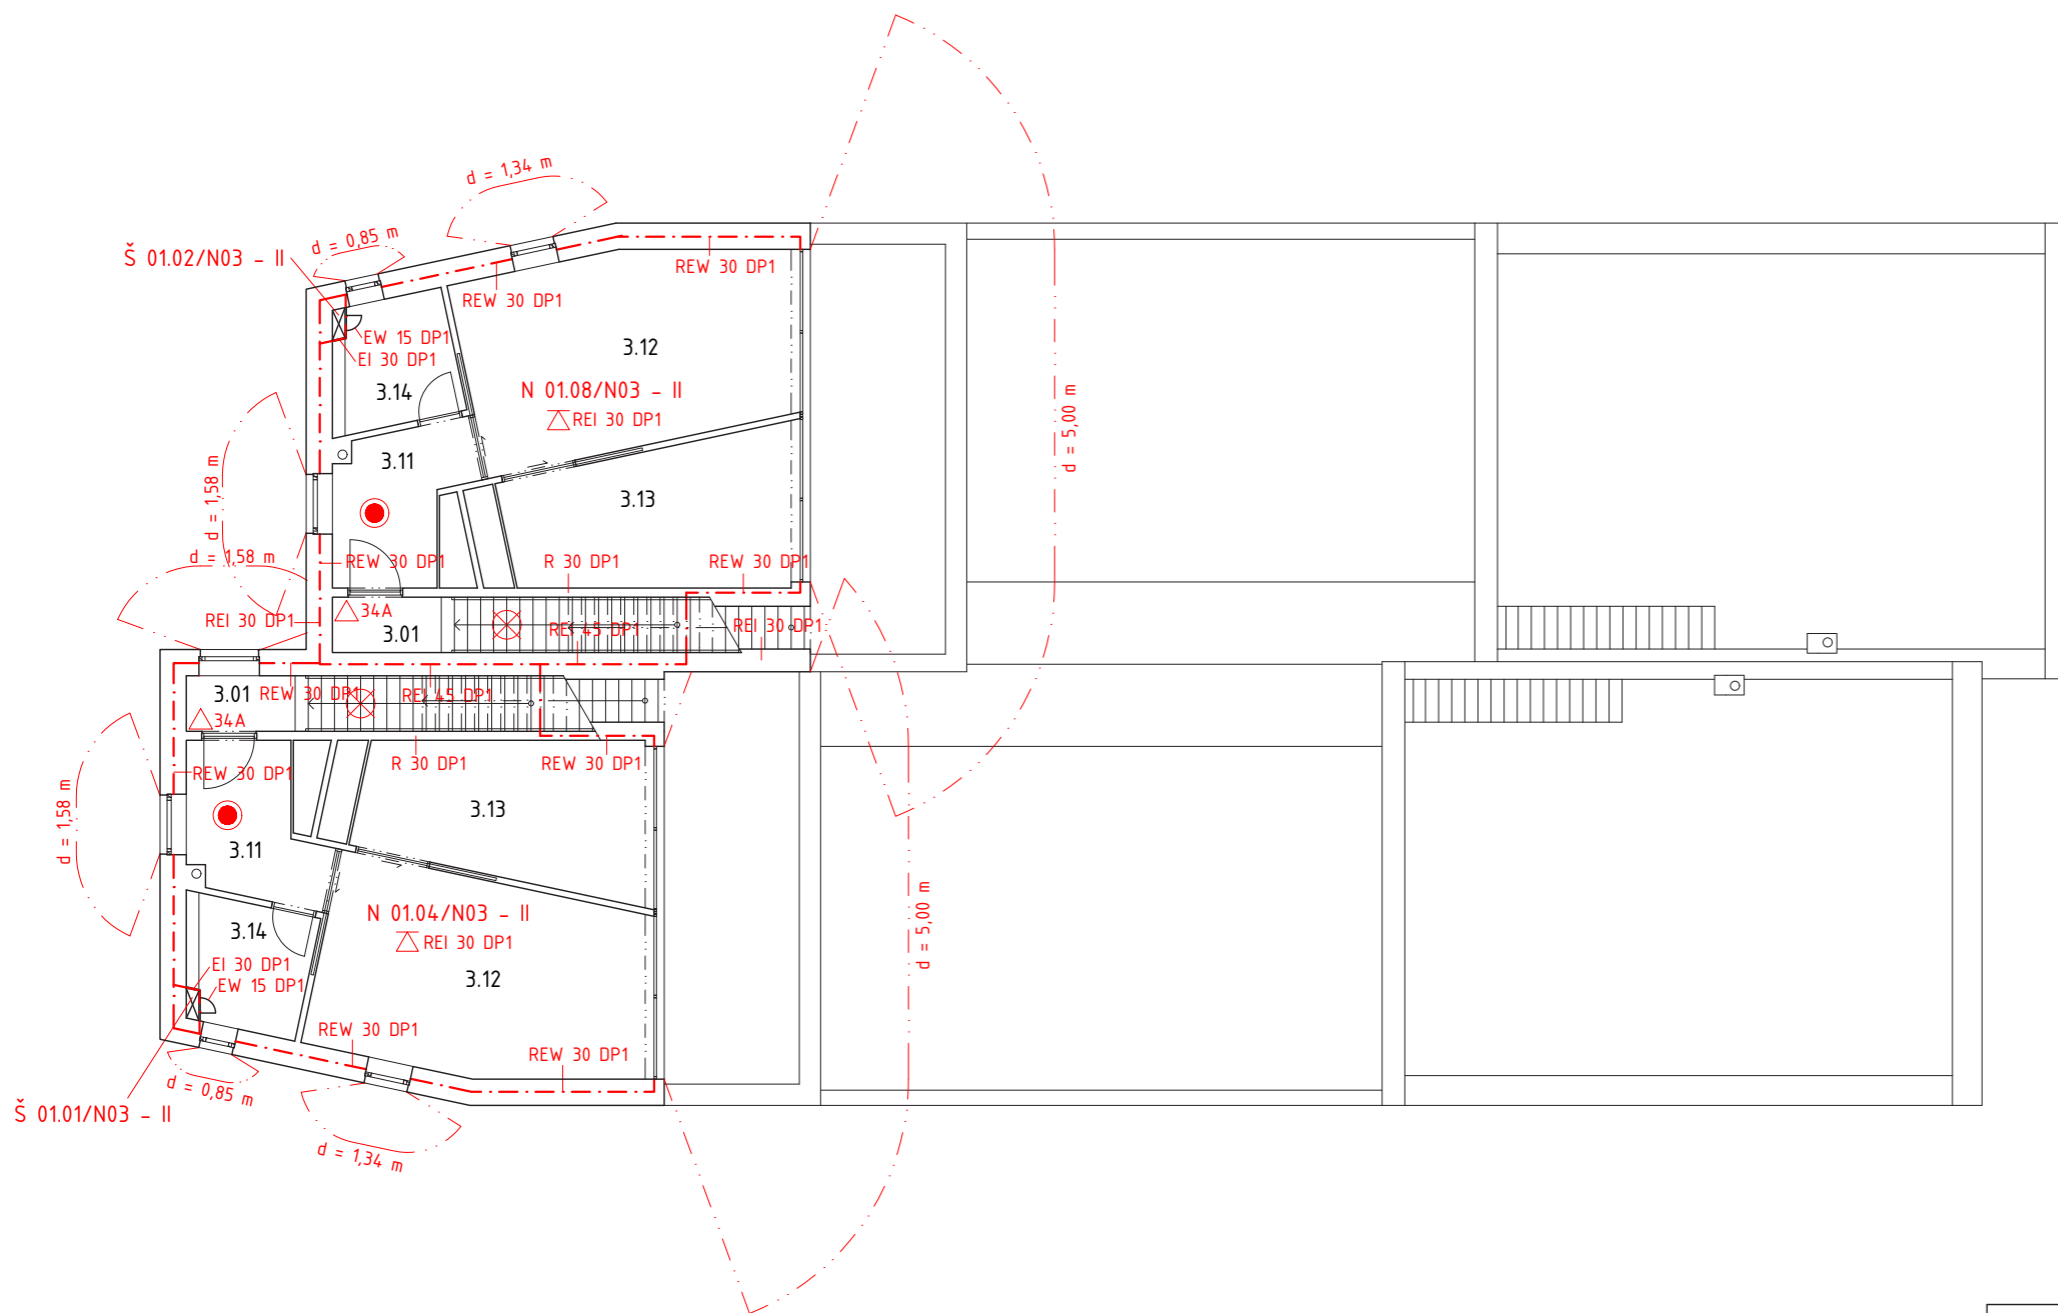 d = 1,34 m
d = 0,85 m
Š 01.02/N03 - II
REW 30 DP1
REW 30 DP1
EW 15 DP1
EI 30 DP1
3.12
3.14
N 01.08/N03 - II
REI 30 DP1
d = 5,00 m
3.11
d = 1,58 m
3.13
d = 1,58 m
REW 30 DP1
R 30 DP1
REW 30 DP1
REI 30 DP1
34A
3.01
REI 45 DP1
REI 30 DP1
3.01
REW 30 DP1
REI 45 DP1
34A
REW 30 DP1
R 30 DP1
REW 30 DP1
d = 1,58 m
3.13
3.11
N 01.04/N03 - II
REI 30 DP1
d = 5,00 m
3.14
EI 30 DP1
EW 15 DP1
3.12
REW 30 DP1
REW 30 DP1
d = 0,85 m
Š 01.01/N03 - II
d = 1,34 m